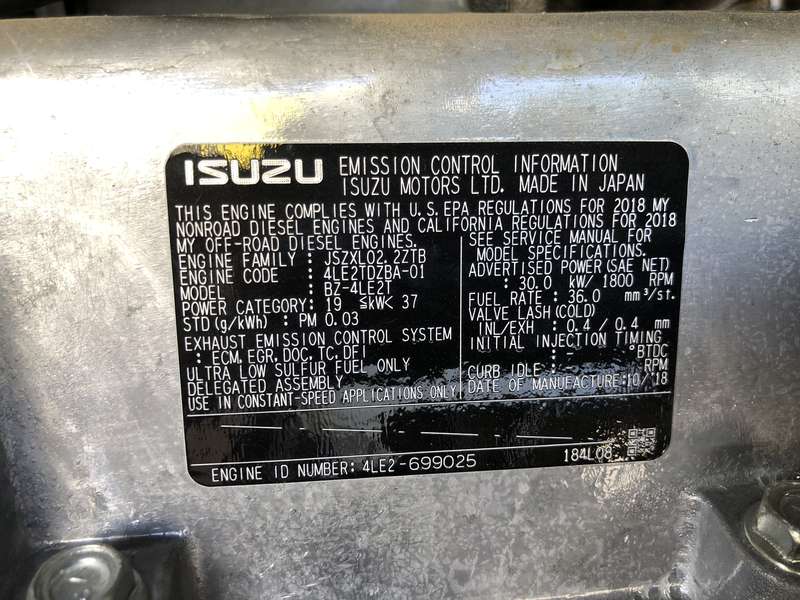 ISUZU EMISSION CONTROL INFORMATION
ISUZU MOTORS LTD. MADE IN JAPAN
THIS ENGINE COMPLIES WITH U.S.EPA REGULATIONS FOR 2018 MY
NONROAD DIESEL ENGINES AND CALIFORNIA REGULATIONS FOR 2018
MY OFF-ROAD DIESEL ENGINES.
ENGINE FAMILY : JSZXL02.2ZTB
ENGINE CODE : 4LE2TDZBA-01
MODEL : BZ-4LE2T
POWER CATEGORY: 19 ≦kW< 37
STD (g/kWh) : PM 0.03
EXHAUST EMISSION CONTROL SYSTEM
: ECM, EGR, DOC, TC, DFI
ULTRA LOW SULFUR FUEL ONLY
DELEGATED ASSEMBLY
USE IN CONSTANT-SPEED APPLICATIONS ONLY
SEE SERVICE MANUAL FOR
MODEL SPECIFICATIONS.
ADVERTISED POWER(SAE NET)
: 30.0 kW/ 1800 RPM
FUEL RATE : 36.0 mm³/st.
VALVE LASH (COLD)
INL/EXH : 0.4 / 0.4 mm
INITIAL INJECTION TIMING
: - °BTDC
CURB IDLE : - RPM
DATE OF MANUFACTURE:10/'18
ENGINE ID NUMBER: 4LE2-699025
184L08